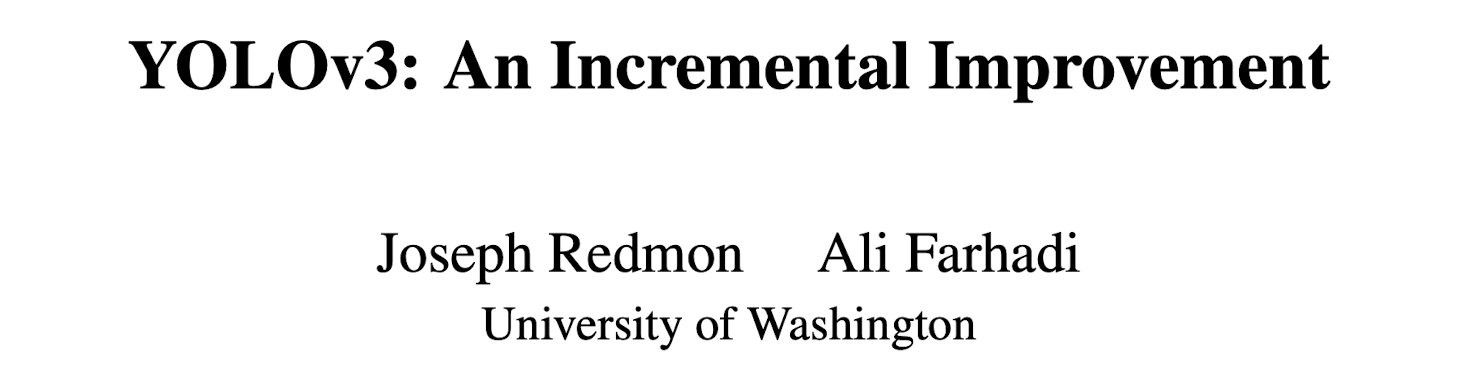 YOLOv3: An Incremental Improvement
Joseph Redmon Ali Farhadi
University of Washington